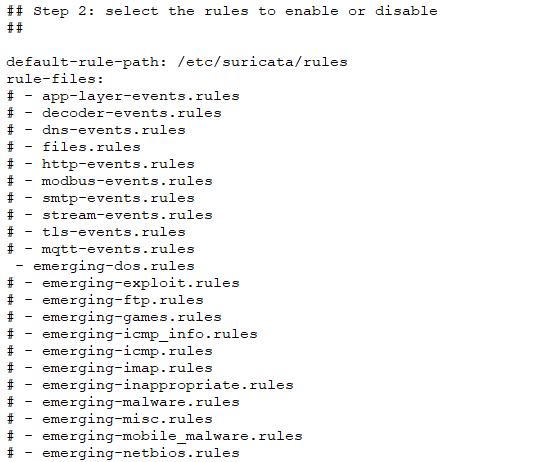 ## Step 2: select the rules to enable or disable
##
default-rule-path: /etc/suricata/rules
rule-files:
# - app-layer-events.rules
# - decoder-events.rules
# - dns-events.rules
# - files.rules
# - http-events.rules
# - modbus-events.rules
# - smtp-events.rules
# - stream-events.rules
# - tls-events.rules
# - mqtt-events.rules
 - emerging-dos.rules
# - emerging-exploit.rules
# - emerging-ftp.rules
# - emerging-games.rules
# - emerging-icmp_info.rules
# - emerging-icmp.rules
# - emerging-imap.rules
# - emerging-inappropriate.rules
# - emerging-malware.rules
# - emerging-misc.rules
# - emerging-mobile_malware.rules
# - emerging-netbios.rules